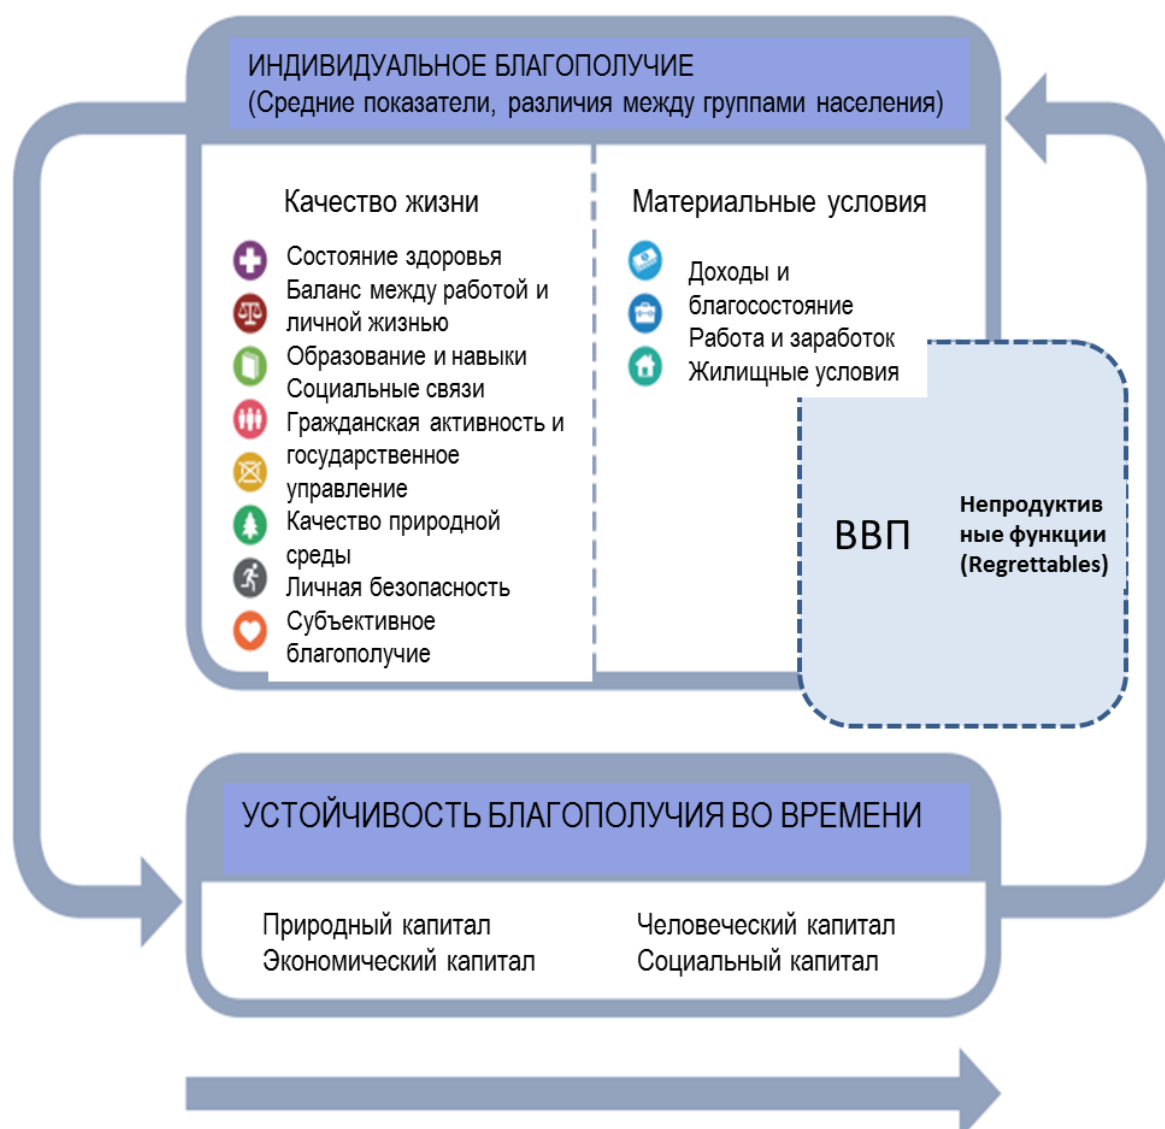 ИНДИВИДУАЛЬНОЕ БЛАГОПОЛУЧИЕ
(Средние показатели, различия между группами населения)
Качество жизни
Состояние здоровья
Баланс между работой и
личной жизнью
Образование и навыки
Социальные связи
Гражданская активность и
государственное
управление
Качество природной
среды
Личная безопасность
Субъективное
благополучие
Материальные условия
Доходы и
благосостояние
Работа и заработок
Жилищные условия
ВВП
Непродуктив
ные функции
(Regrettables)
УСТОЙЧИВОСТЬ БЛАГОПОЛУЧИЯ ВО ВРЕМЕНИ
Природный капитал
Экономический капитал
Человеческий капитал
Социальный капитал